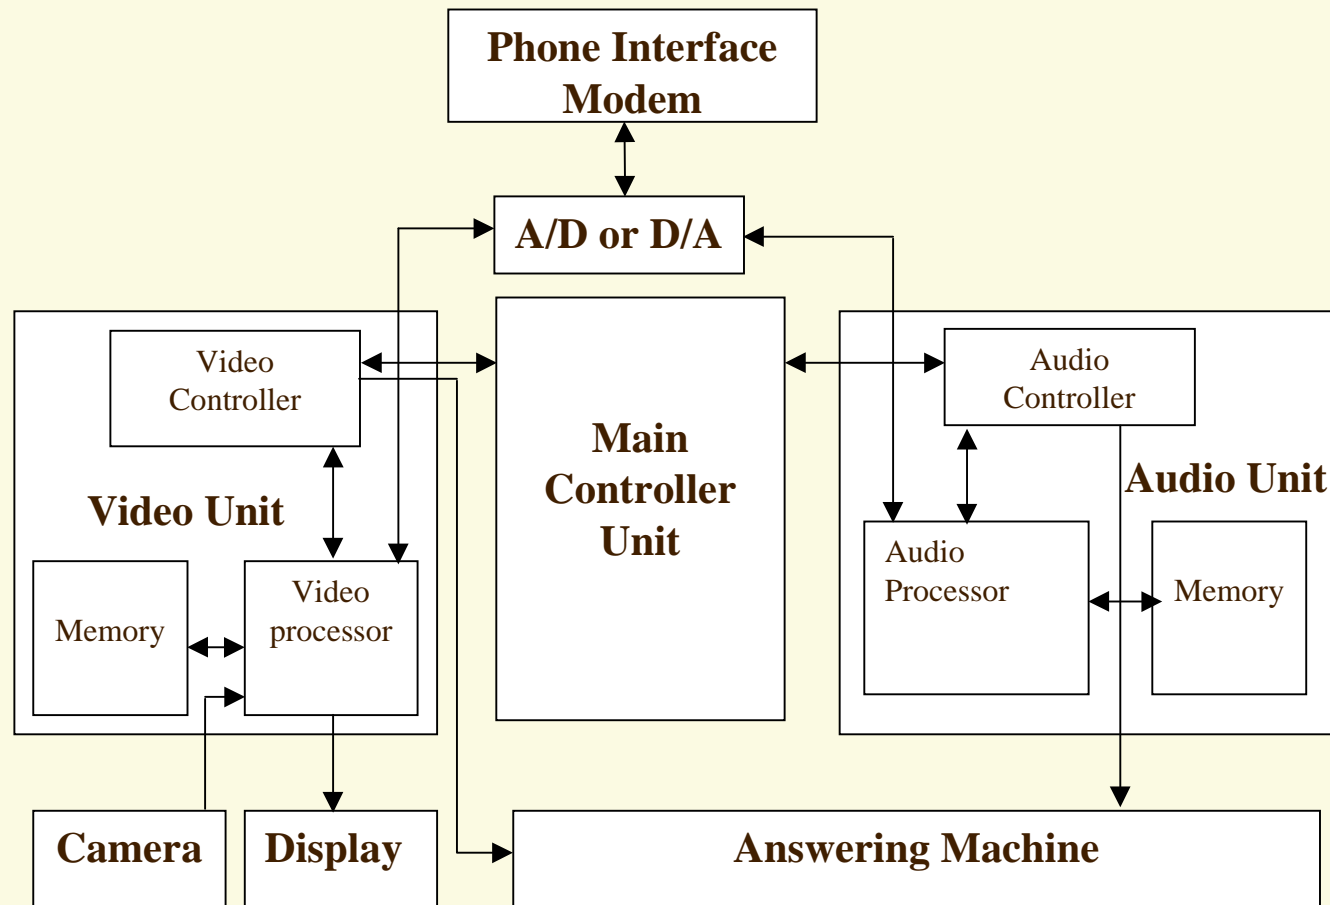 Phone Interface
Modem
A/D or D/A
Video
Controller
Audio
Controller
Main
Controller
Unit
Video Unit
Audio Unit
Memory
Video
processor
Audio
Processor
Memory
Camera
Display
Answering Machine